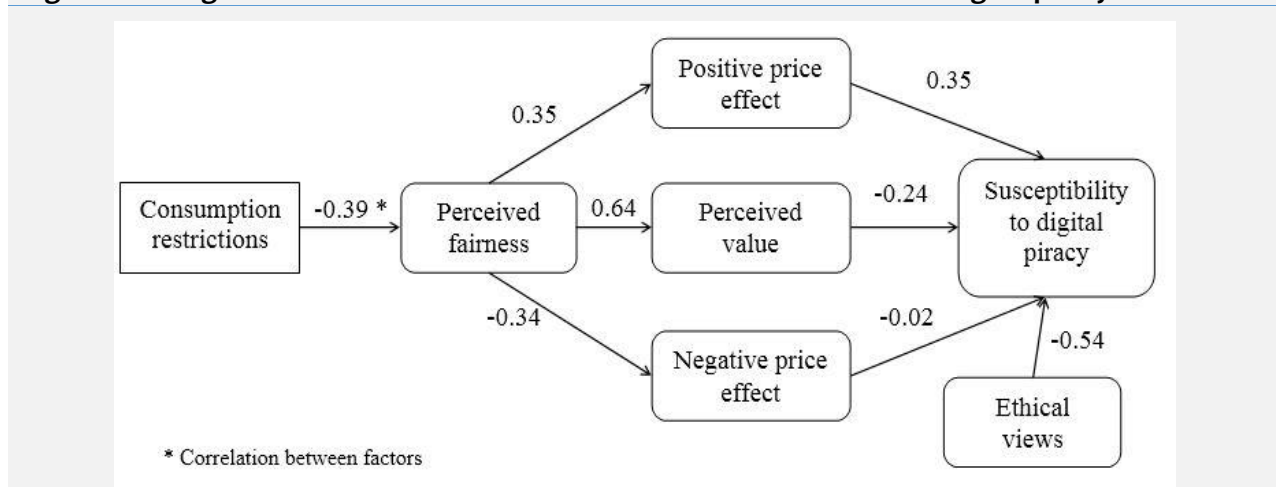 Positive price
effect
0.35
0.35
Consumption
restrictions
-0.39 *
Perceived
fairness
0.64
Perceived
value
-0.24
Susceptibility
to digital
piracy
-0.34
-0.02
Negative price
effect
-0.54
Ethical
views
* Correlation between factors